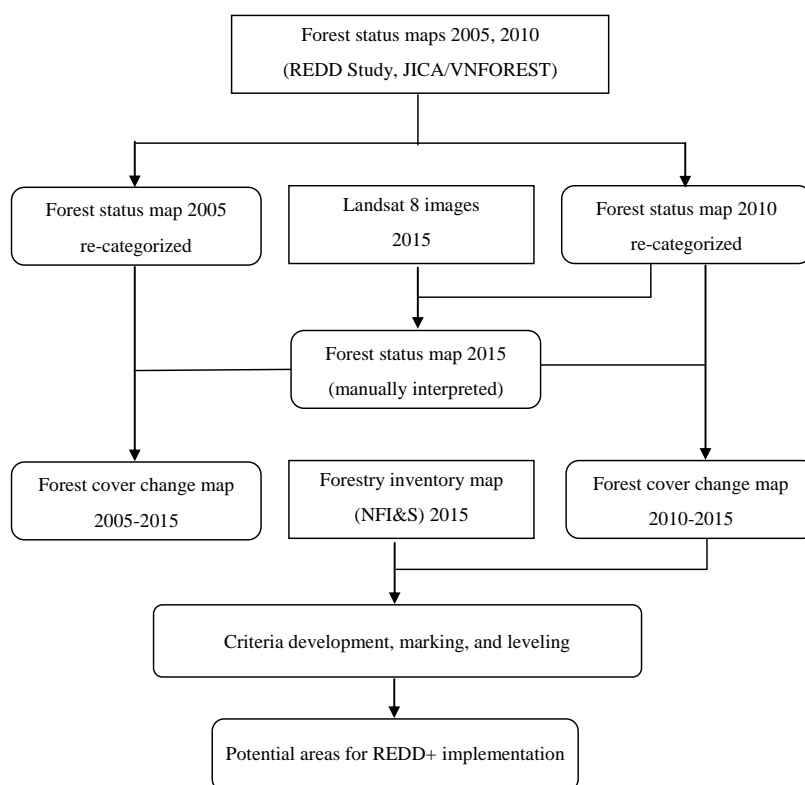 Forest status maps 2005, 2010
(REDD Study, JICA/VNFOREST)
Forest status map 2005
re-categorized
Landsat 8 images
2015
Forest status map 2010
re-categorized
Forest status map 2015
(manually interpreted)
Forest cover change map
2005-2015
Forestry inventory map
(NFI&S) 2015
Forest cover change map
2010-2015
Criteria development, marking, and leveling
Potential areas for REDD+ implementation